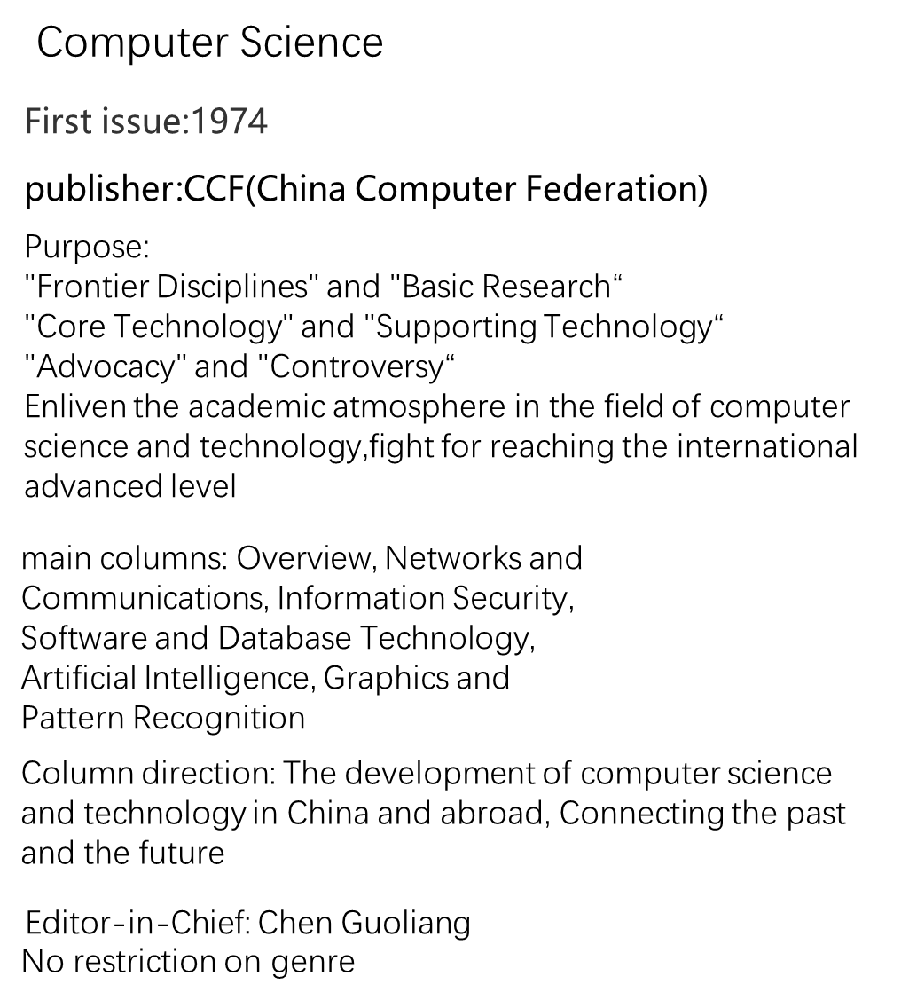 Computer Science
First issue:1974
publisher:CCF(China Computer Federation)
Purpose:
"Frontier Disciplines" and "Basic Research“
"Core Technology" and "Supporting Technology“
"Advocacy" and "Controversy“
Enliven the academic atmosphere in the field of computer
science and technology,fight for reaching the international
advanced level
main columns: Overview, Networks and
Communications, Information Security,
Software and Database Technology,
Artificial Intelligence, Graphics and
Pattern Recognition
Column direction: The development of computer science
and technology in China and abroad, Connecting the past
and the future
Editor-in-Chief: Chen Guoliang
No restriction on genre